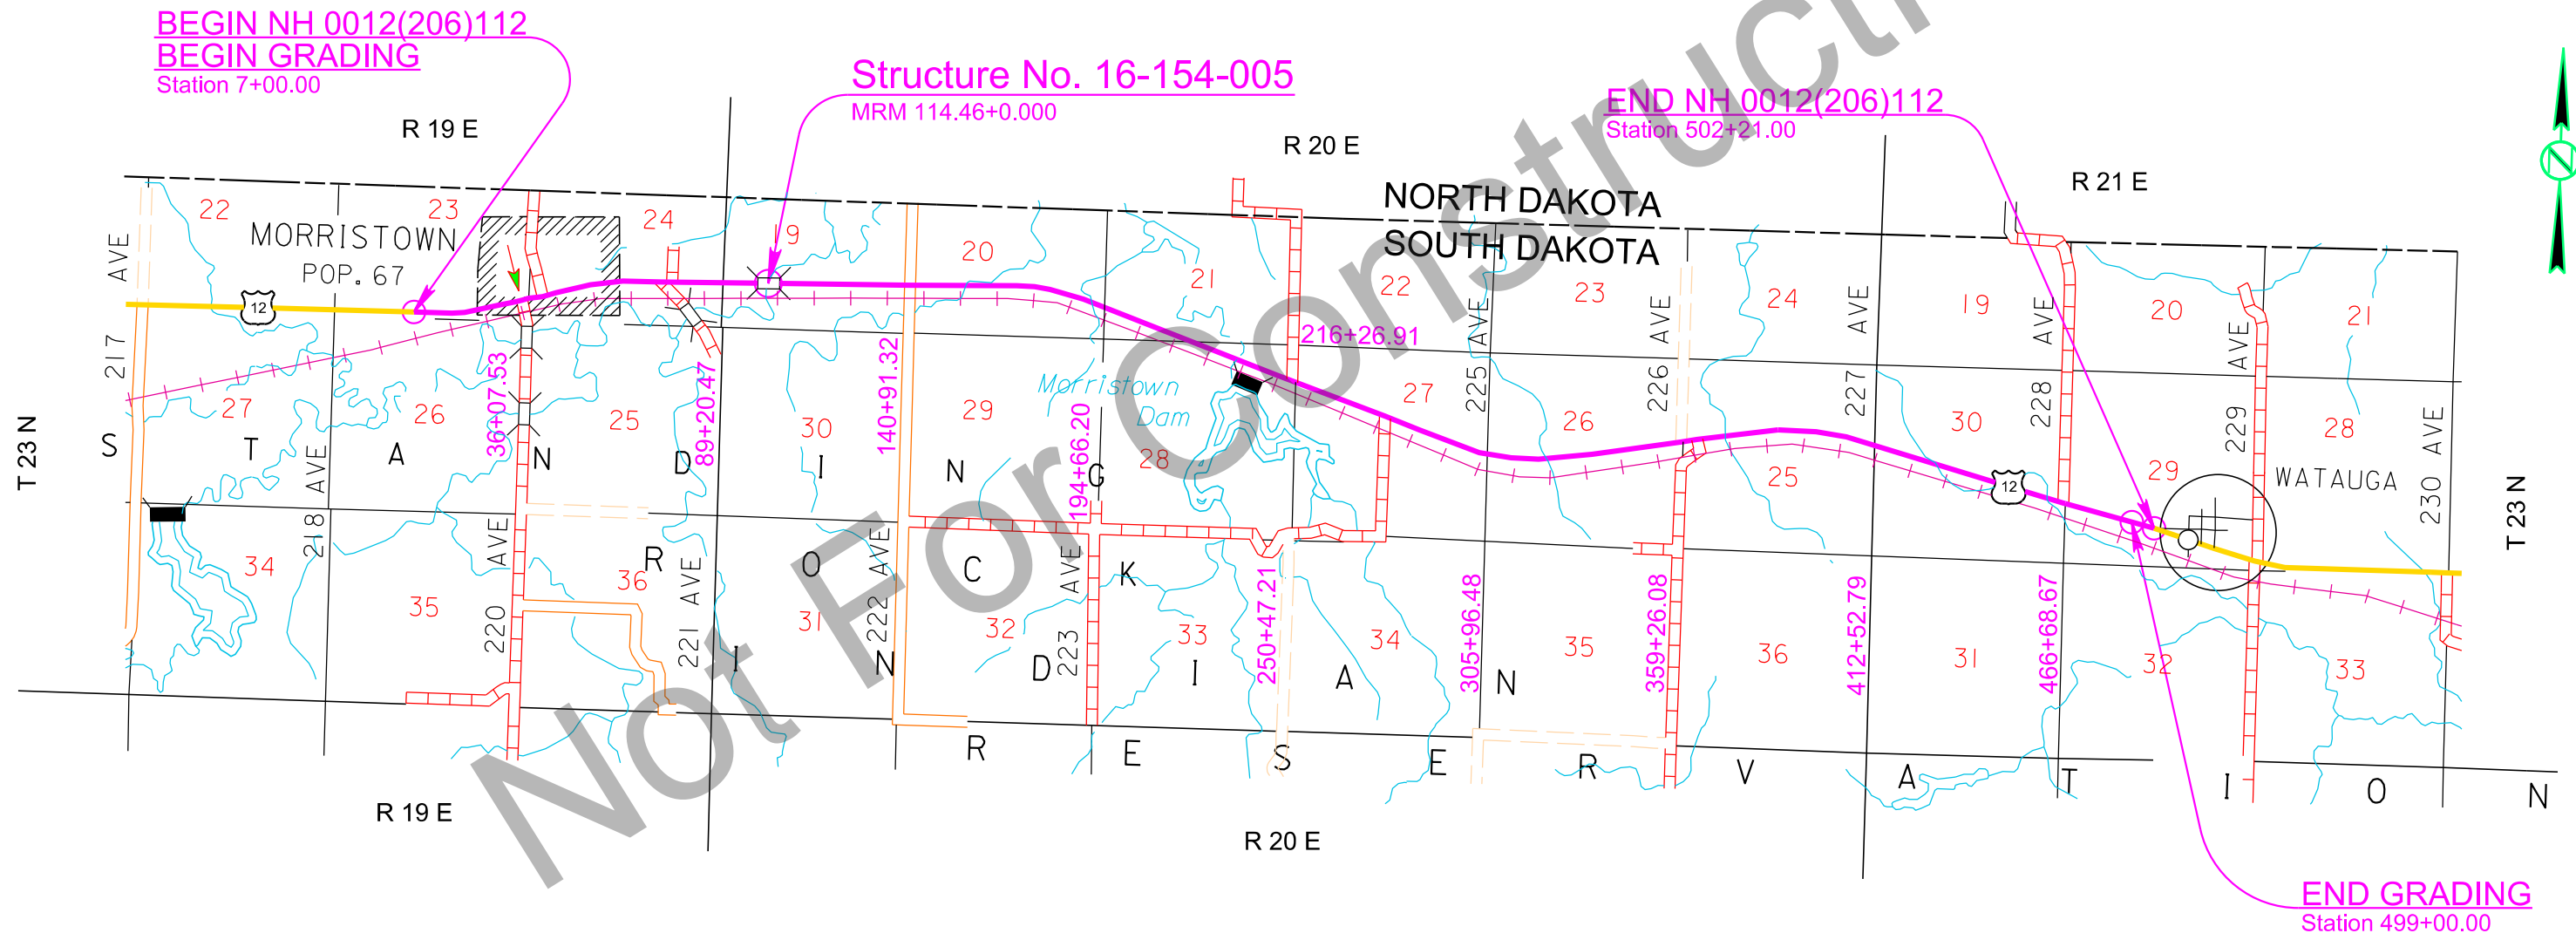 BEGIN NH 0012(206)112
BEGIN GRADING
Station 7+00.00
Structure No. 16-154-005
MRM 114.46+0.000
END NH 0012(206)112
Station 502+21.00
R 19 E
R 20 E
R 21 E
N
NORTH DAKOTA
SOUTH DAKOTA
22
23
24
19
20
21
22
23
24
19
20
21
MORRISTOWN
POP. 67
12
217 AVE
216+26.91
225 AVE
226 AVE
227 AVE
228 AVE
229 AVE
230 AVE
36+07.53
89+20.47
140+91.32
194+66.20
Morristown
Dam
27
26
25
30
29
28
27
26
25
30
29
28
12
WATAUGA
T 23 N
T 23 N
STANDING
ROCK
INDIAN
RESERVATION
218 AVE
220 AVE
221 AVE
222 AVE
223 AVE
250+47.21
305+96.48
359+26.08
412+52.79
466+68.67
34
35
36
31
32
33
34
35
36
31
32
33
R 19 E
R 20 E
END GRADING
Station 499+00.00